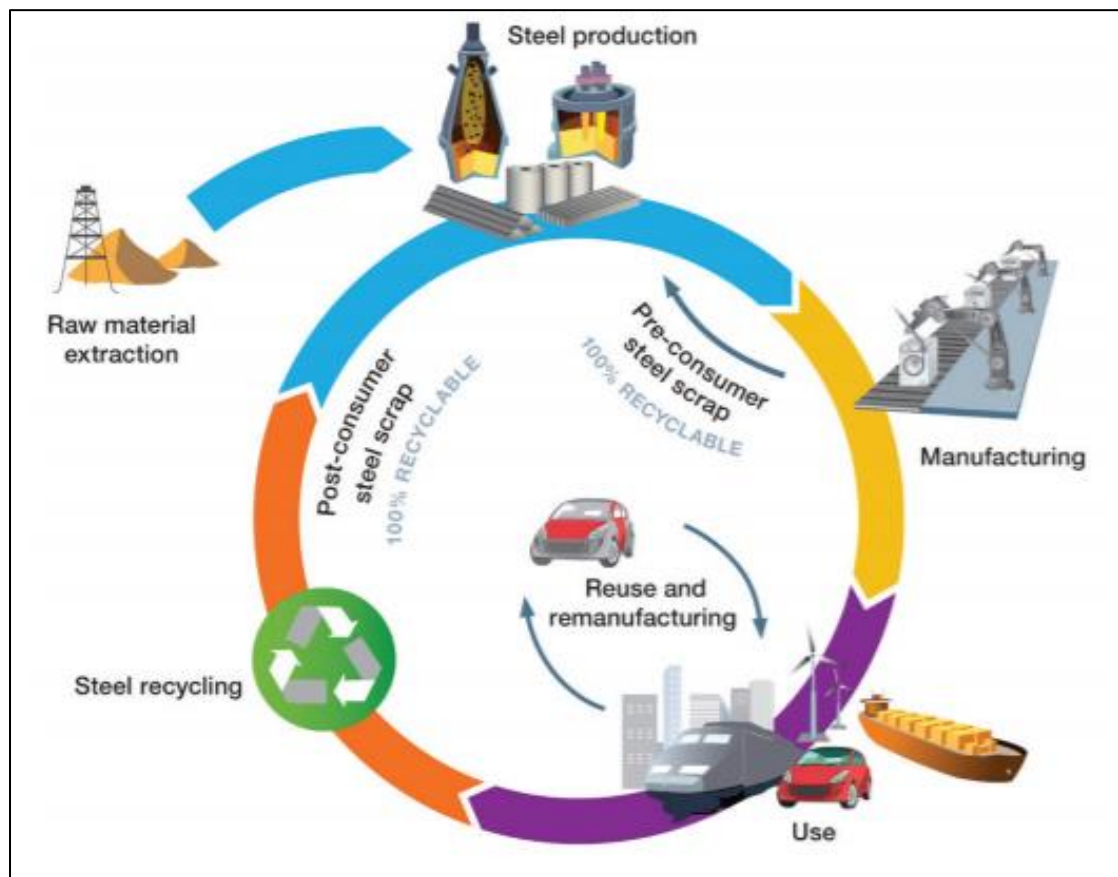 Steel production
Raw material
extraction
Pre-consumer
steel scrap
100% RECYCLABLE
Post-consumer
steel scrap
100% RECYCLABLE
Manufacturing
Reuse and
remanufacturing
Steel recycling
Use